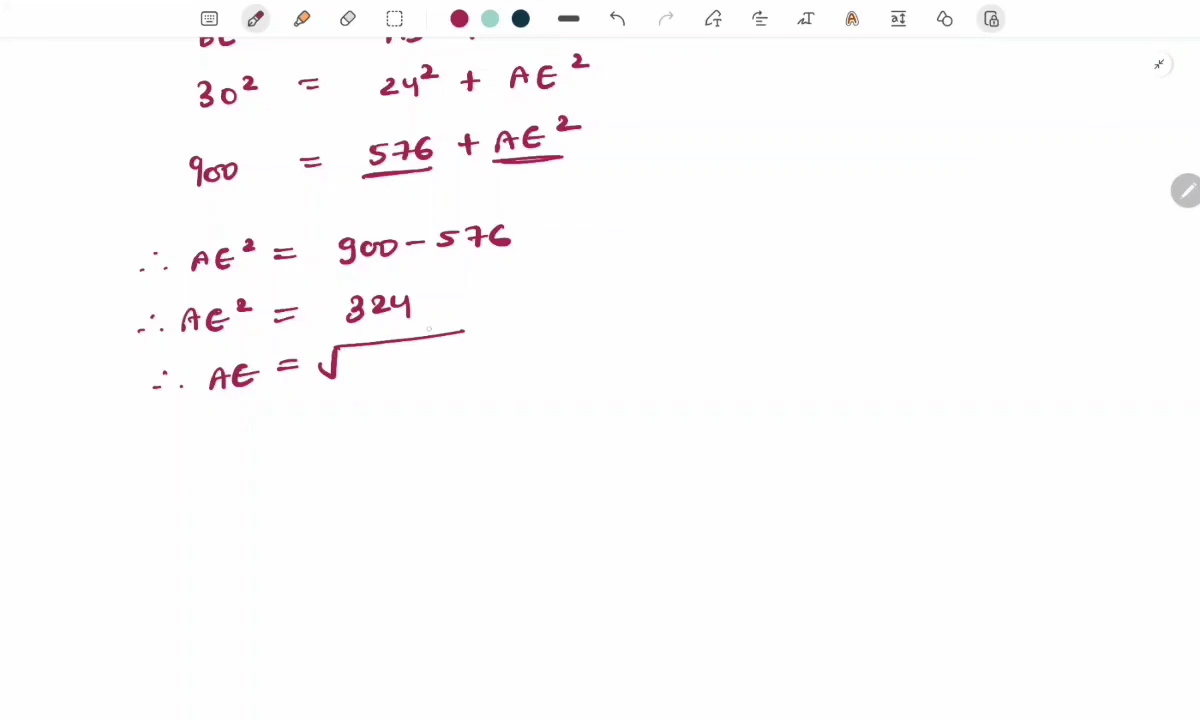 30² = 24² + AE²
900 = 576 + AE²
∴ AE² = 900 - 576
∴ AE² = 324
∴ AE = √